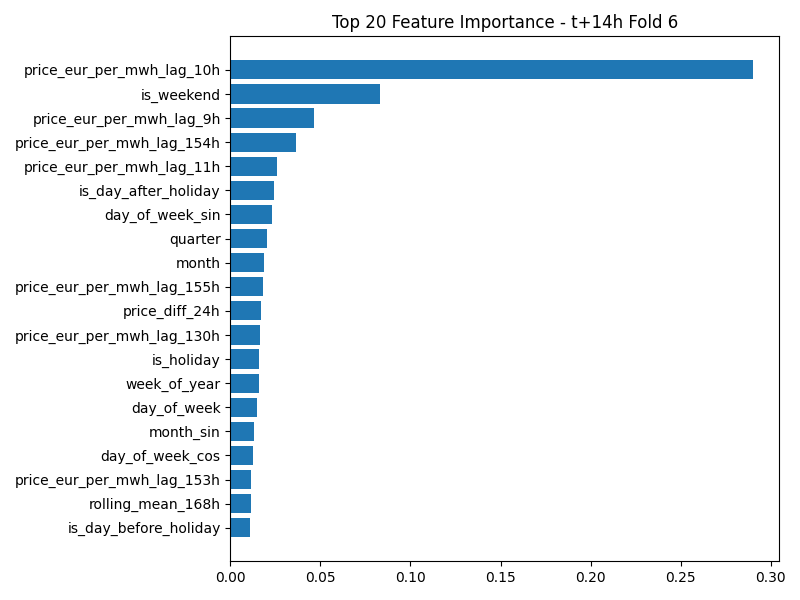 Top 20 Feature Importance - t+14h Fold 6
price_eur_per_mwh_lag_10h
is_weekend
price_eur_per_mwh_lag_9h
price_eur_per_mwh_lag_154h
price_eur_per_mwh_lag_11h
is_day_after_holiday
day_of_week_sin
quarter
month
price_eur_per_mwh_lag_155h
price_diff_24h
price_eur_per_mwh_lag_130h
is_holiday
week_of_year
day_of_week
month_sin
day_of_week_cos
price_eur_per_mwh_lag_153h
rolling_mean_168h
is_day_before_holiday
0.00 0.05 0.10 0.15 0.20 0.25 0.30